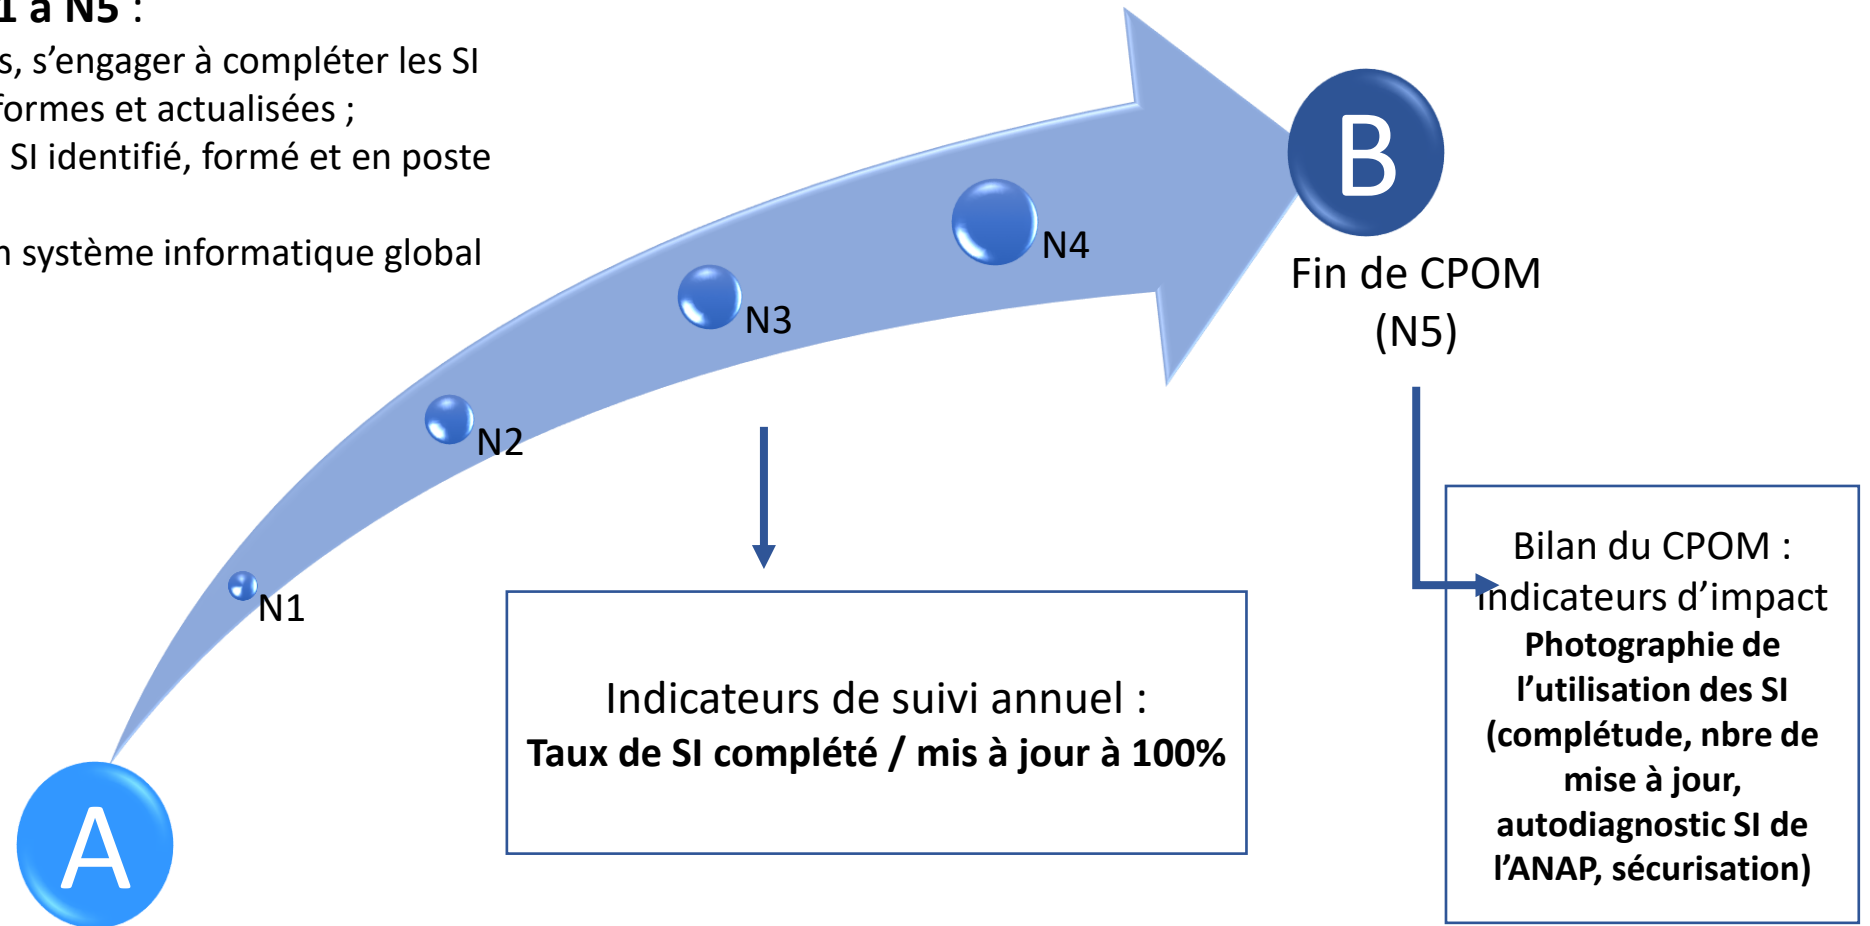 1 à N5 :
s, s’engager à compléter les SI
formes et actualisées ;
SI identifié, formé et en poste
n système informatique global
B
N4
Fin de CPOM
(N5)
N3
N2
N1
A
Indicateurs de suivi annuel :
Taux de SI complété / mis à jour à 100%
Bilan du CPOM :
Indicateurs d’impact
Photographie de
l’utilisation des SI
(complétude, nbre de
mise à jour,
autodiagnostic SI de
l’ANAP, sécurisation)